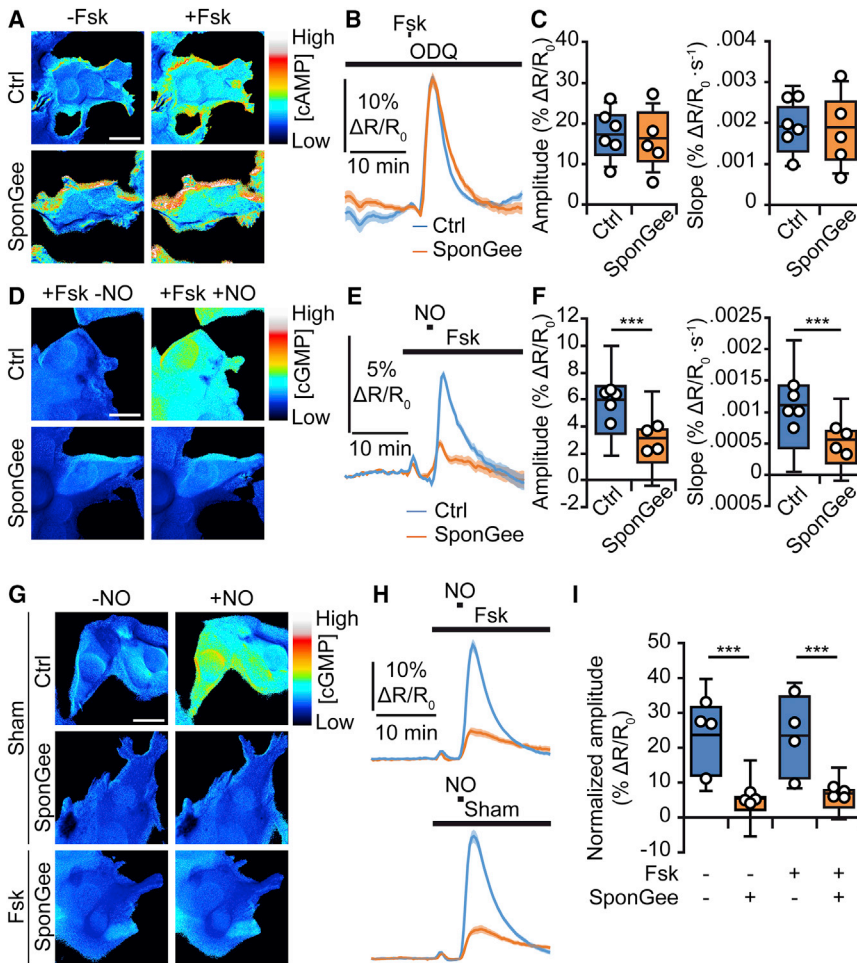 A
-Fsk
+Fsk
Ctrl
SponGee
High
[cAMP]
Low
B
Fsk
ODQ
10%
ΔR/R0
10 min
Ctrl
SponGee
C
Amplitude (% ΔR/R0)
40
30
20
10
0
Ctrl
SponGee
Slope (% ΔR/R0 · s-1)
.004
.003
.002
.001
0
Ctrl
SponGee
D
+Fsk -NO
+Fsk +NO
Ctrl
SponGee
High
[cGMP]
Low
E
NO
Fsk
5%
ΔR/R0
10 min
Ctrl
SponGee
F
Amplitude (% ΔR/R0)
12
10
8
6
4
2
0
-2
***
Ctrl
SponGee
Slope (% ΔR/R0 · s-1)
.0025
.002
.0015
.001
.0005
0
.0005
***
Ctrl
SponGee
G
-NO
+NO
Sham
Ctrl
SponGee
Fsk
SponGee
High
[cGMP]
Low
H
NO
Fsk
10%
ΔR/R0
10 min
NO
Sham
I
Normalized amplitude
(% ΔR/R0)
50
40
30
20
10
0
-10
***
***
Fsk - - + +
SponGee - + - +